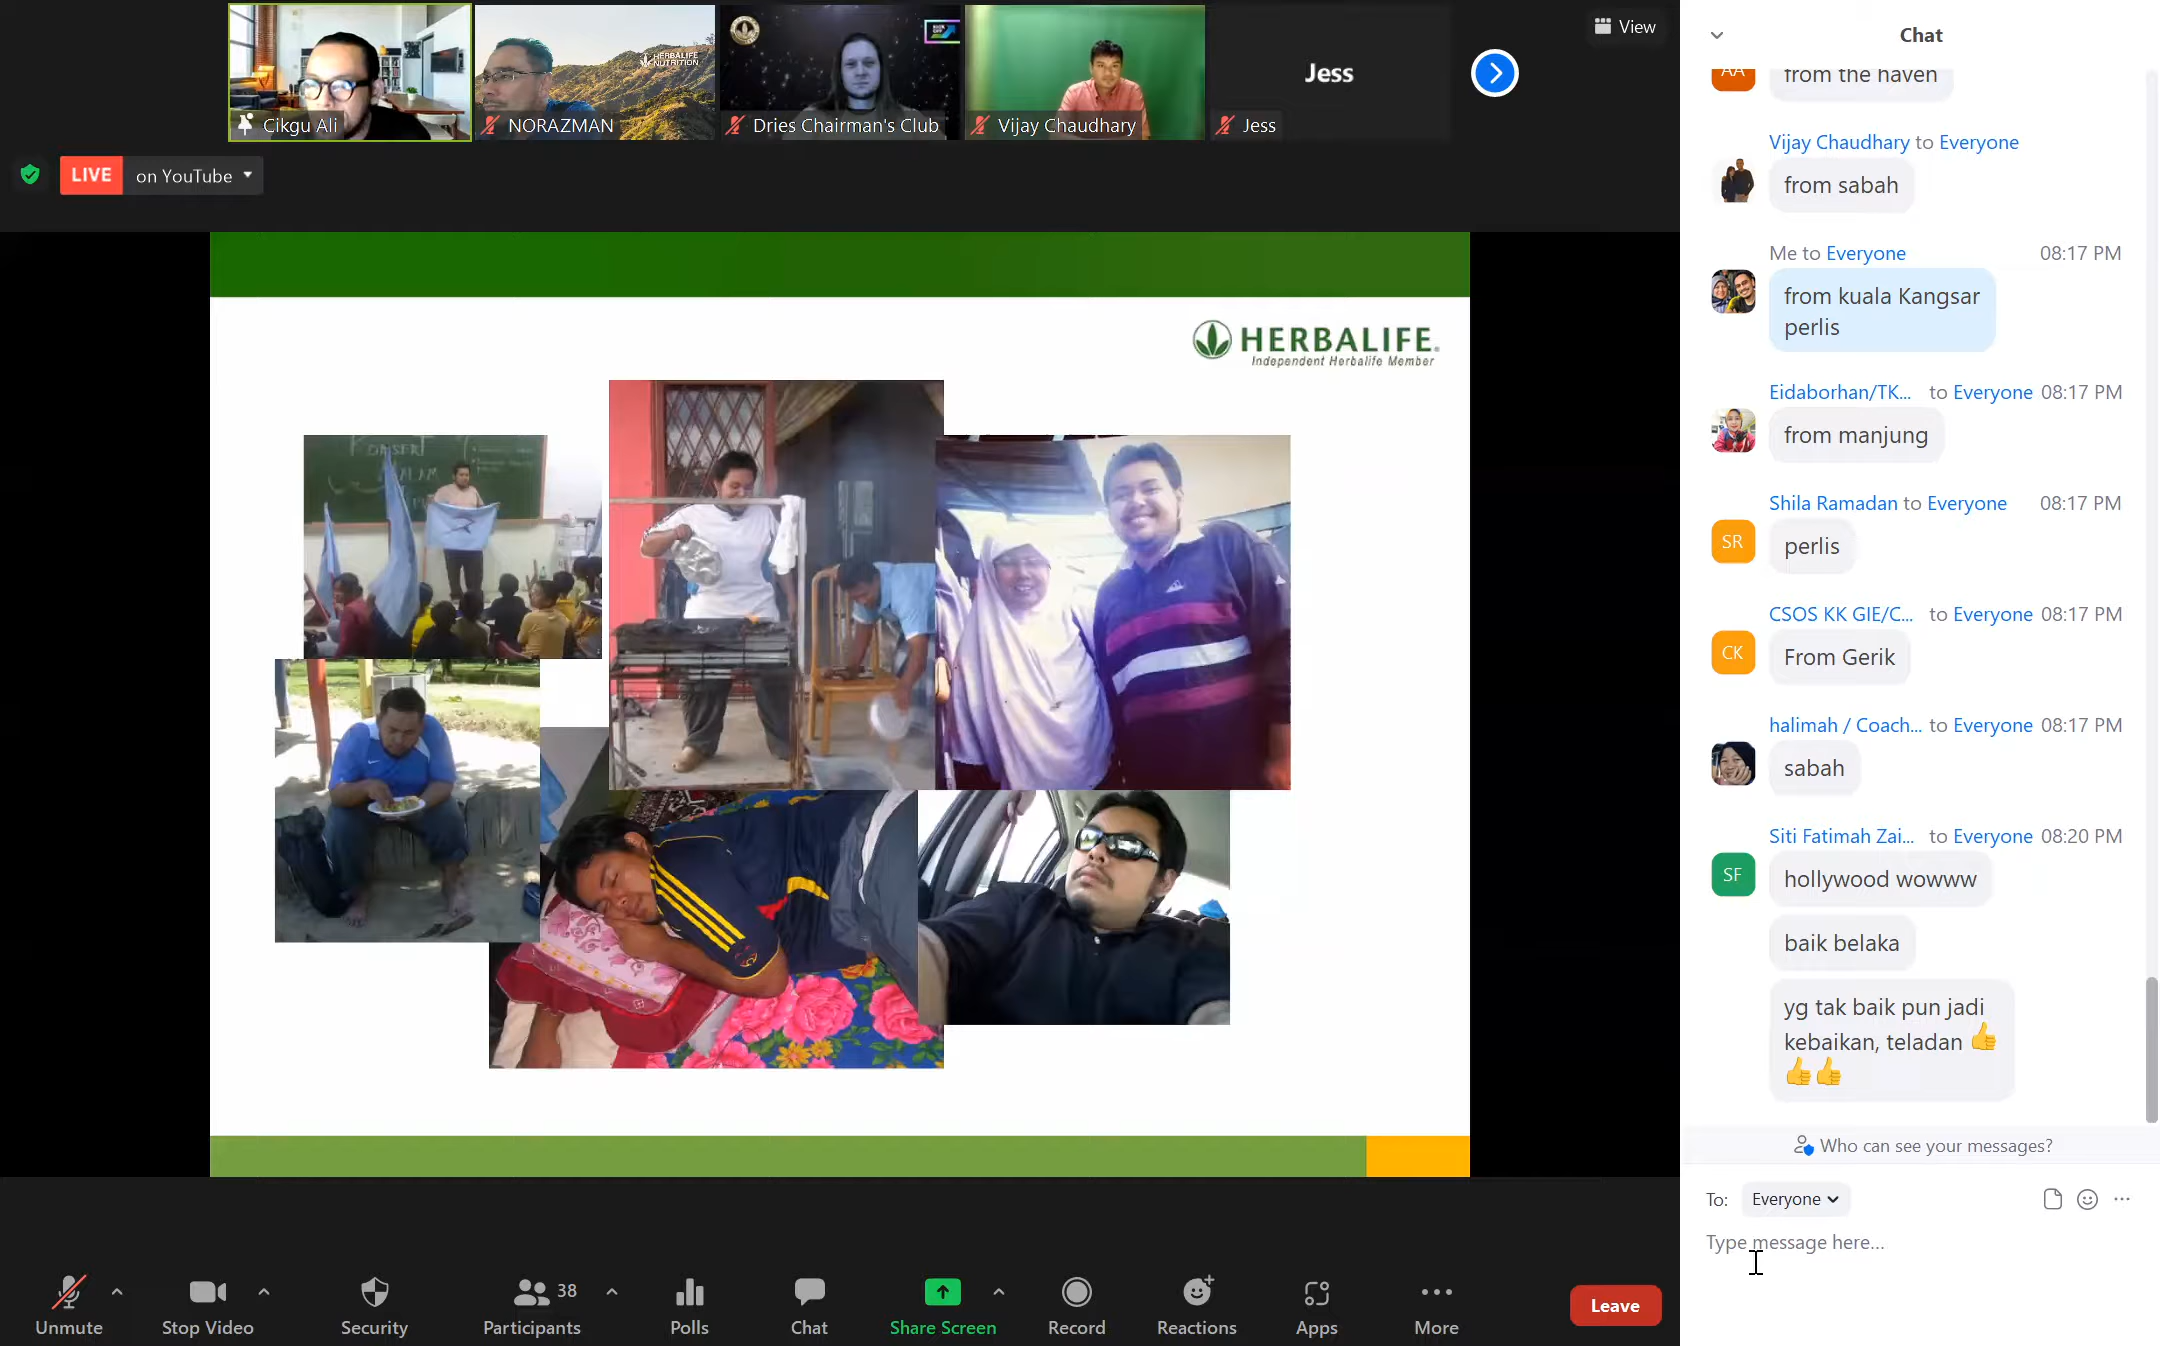 View
Cikgu Ali
HERBALIFE
NUTRITION
NORAZMAN
Dries Chairman's Club
Vijay Chaudhary
Jess
Jess
LIVE
on YouTube
HERBALIFE
Independent Herbalife Member
KONSERT
ALAM
Unmute
Stop Video
Security
38
Participants
Polls
Chat
Share Screen
Record
Reactions
Apps
More
Leave
Chat
AA
from the haven
Vijay Chaudhary to Everyone
from sabah
Me to Everyone 08:17 PM
from kuala Kangsar
perlis
Eidaborhan/TK... to Everyone 08:17 PM
from manjung
Shila Ramadan to Everyone 08:17 PM
SR
perlis
CSOS KK GIE/C... to Everyone 08:17 PM
CK
From Gerik
halimah / Coach... to Everyone 08:17 PM
sabah
Siti Fatimah Zai... to Everyone 08:20 PM
SF
hollywood wowww
baik belaka
yg tak baik pun jadi
kebaikan, teladan 👍
👍👍
Who can see your messages?
To: Everyone
Type message here...